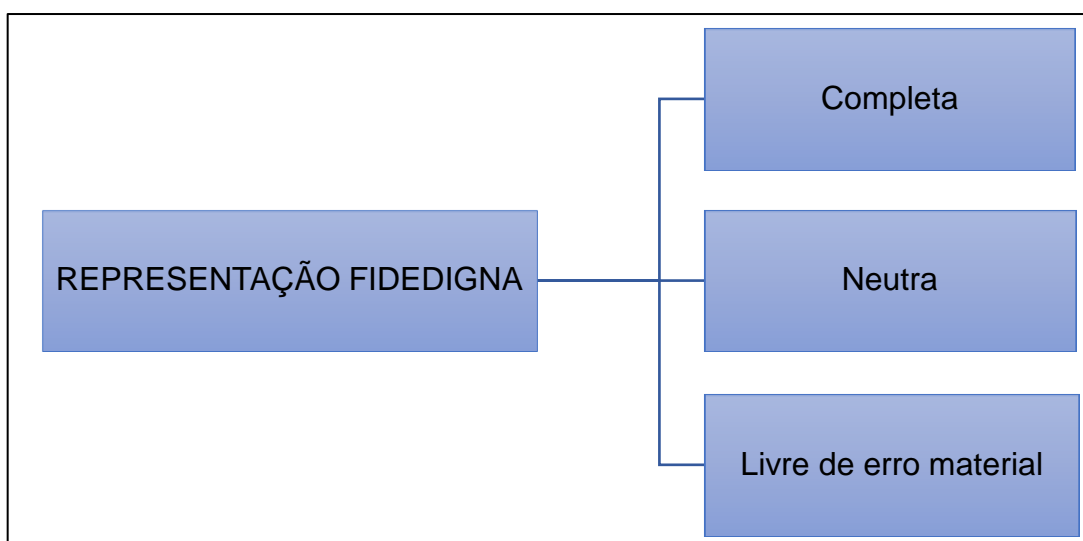 REPRESENTAÇÃO FIDEDIGNA
Completa
Neutra
Livre de erro material